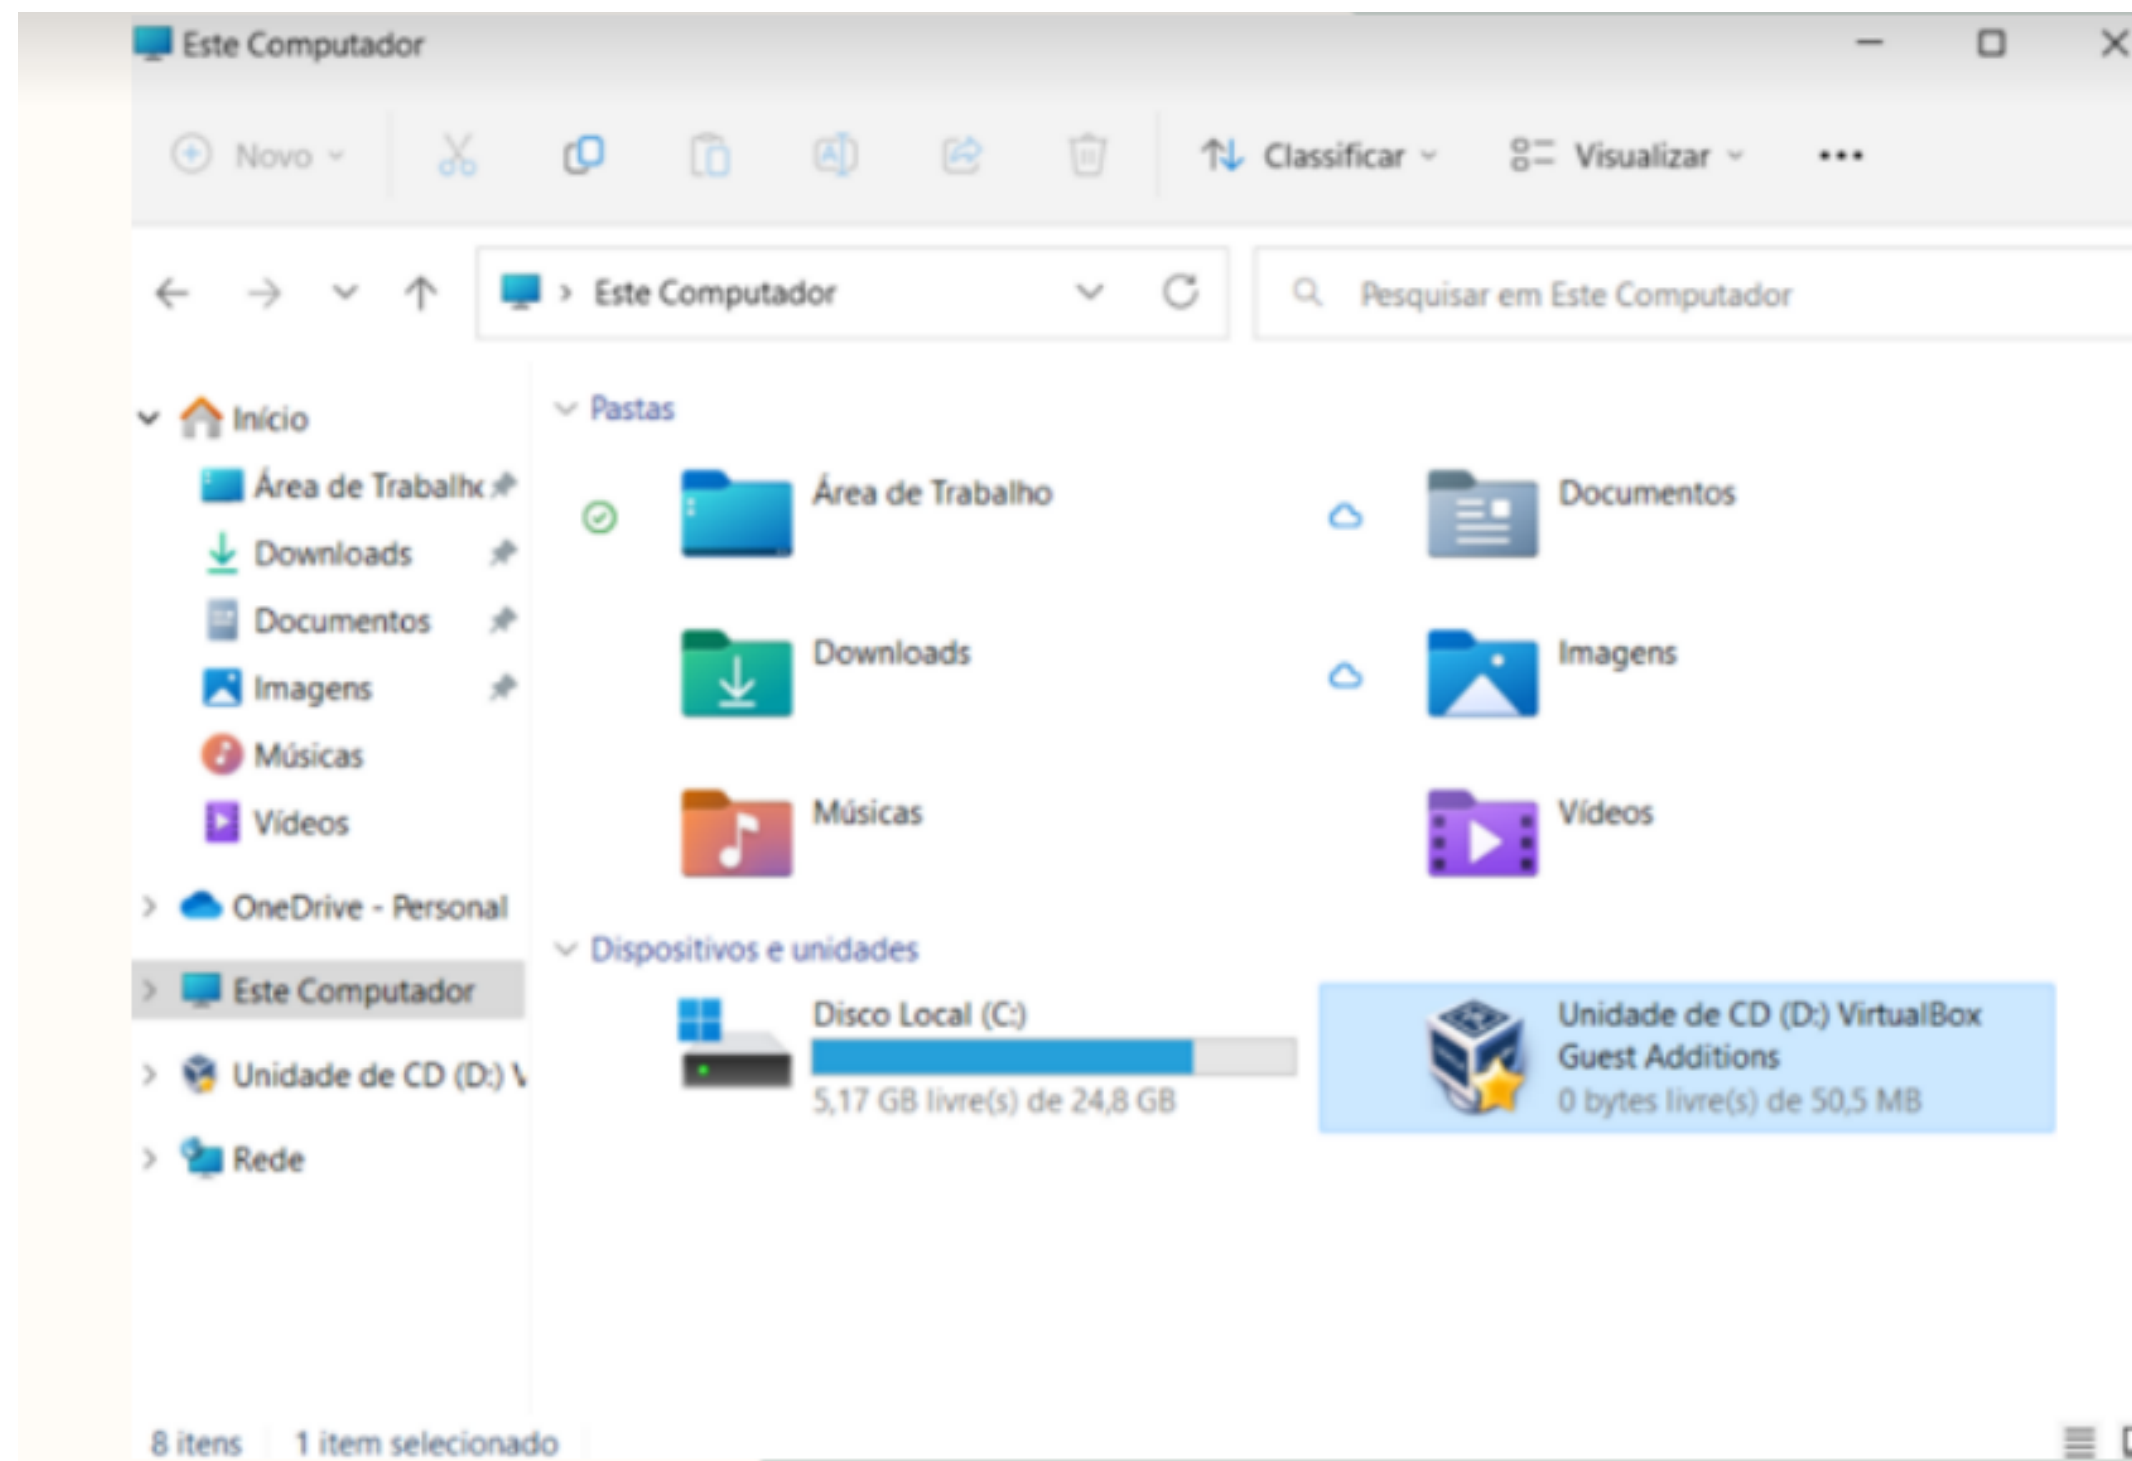 Este Computador
Novo
Classificar
Visualizar
Este Computador
Pesquisar em Este Computador
Início
Área de Trabalho
Downloads
Documentos
Imagens
Músicas
Vídeos
OneDrive - Personal
Este Computador
Unidade de CD (D:) V
Rede
Pastas
Área de Trabalho
Documentos
Downloads
Imagens
Músicas
Vídeos
Dispositivos e unidades
Disco Local (C:)
5,17 GB livre(s) de 24,8 GB
Unidade de CD (D:) VirtualBox
Guest Additions
0 bytes livre(s) de 50,5 MB
8 itens
1 item selecionado